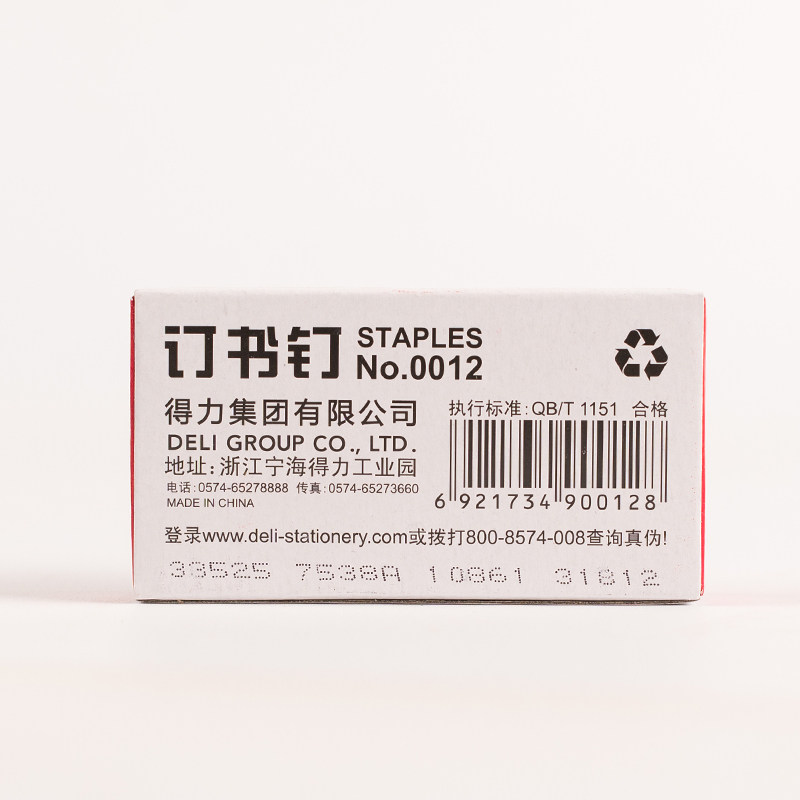 订书钉 STAPLES
No.0012
得力集团有限公司
DELI GROUP CO., LTD.
地址: 浙江宁海得力工业园
电话: 0574-65278888 传真: 0574-65273660
MADE IN CHINA
执行标准: QB/T 1151 合格
6 921734 900128
登录www.deli-stationery.com或拨打800-8574-008查询真伪!
33525 7538A 10861 31812